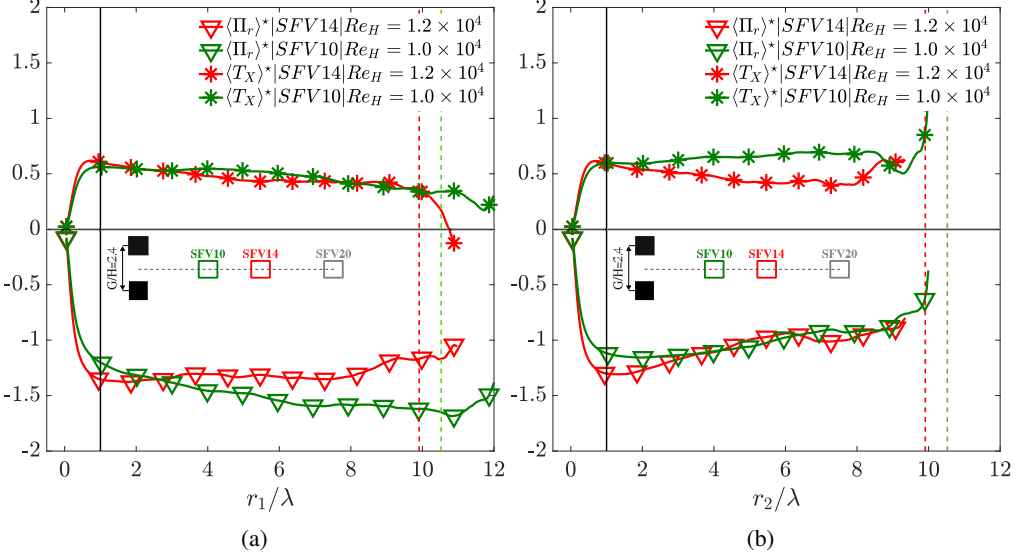 ⟨Π_r⟩*|SFV14|Re_H = 1.2 × 10^4
⟨Π_r⟩*|SFV10|Re_H = 1.0 × 10^4
⟨T_X⟩*|SFV14|Re_H = 1.2 × 10^4
⟨T_X⟩*|SFV10|Re_H = 1.0 × 10^4
2
1.5
1
0.5
0
-0.5
-1
-1.5
-2
G/H=2.4
SFV10 SFV14 SFV20
0 2 4 6 8 10 12
r_1/λ
(a)
⟨Π_r⟩*|SFV14|Re_H = 1.2 × 10^4
⟨Π_r⟩*|SFV10|Re_H = 1.0 × 10^4
⟨T_X⟩*|SFV14|Re_H = 1.2 × 10^4
⟨T_X⟩*|SFV10|Re_H = 1.0 × 10^4
2
1.5
1
0.5
0
-0.5
-1
-1.5
-2
G/H=2.4
SFV10 SFV14 SFV20
0 2 4 6 8 10 12
r_2/λ
(b)